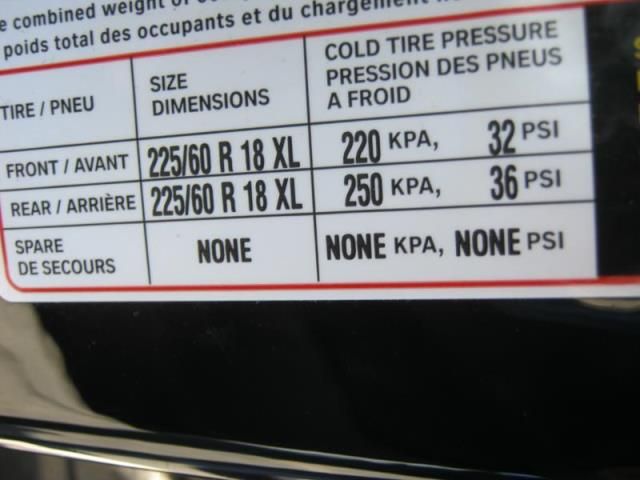 combined weight of
poids total des occupants et du chargement
TIRE / PNEU
SIZE
DIMENSIONS
COLD TIRE PRESSURE
PRESSION DES PNEUS
A FROID
FRONT / AVANT 225/60 R 18 XL 220 KPA, 32 PSI
REAR / ARRIÈRE 225/60 R 18 XL 250 KPA, 36 PSI
SPARE
DE SECOURS
NONE
NONE KPA, NONE PSI